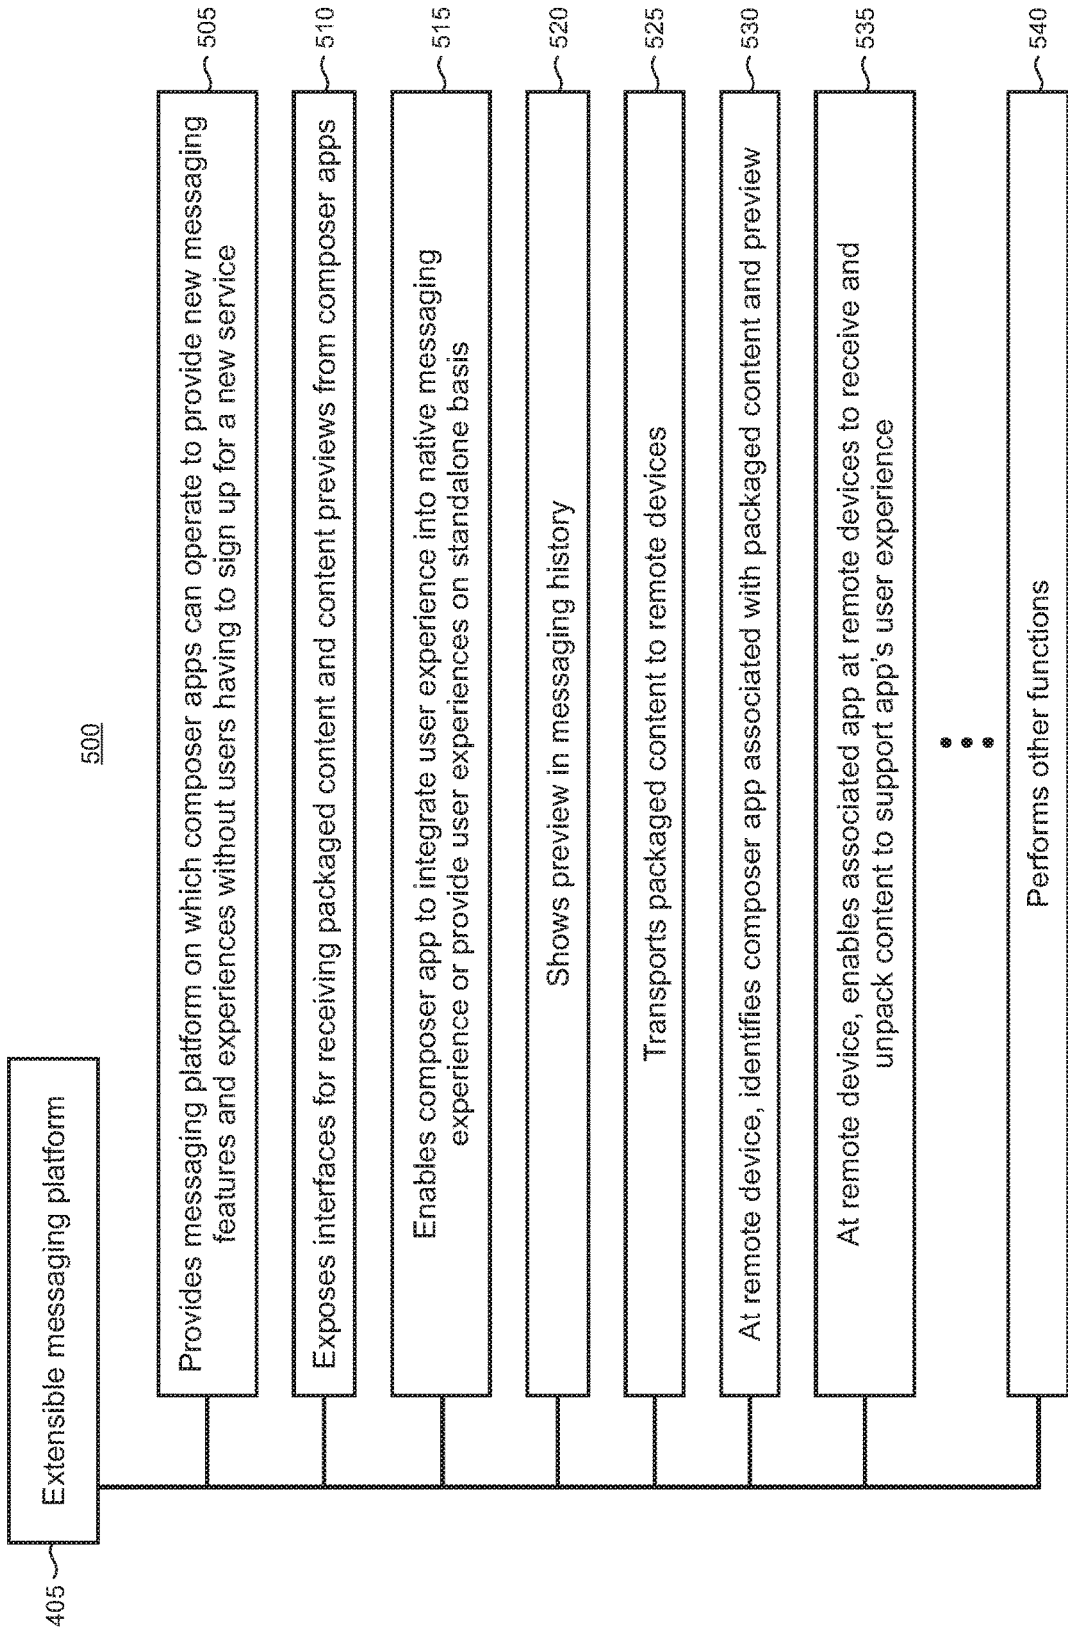 500
405
Extensible messaging platform
Provides messaging platform on which composer apps can operate to provide new messaging
features and experiences without users having to sign up for a new service
505
Exposes interfaces for receiving packaged content and content previews from composer apps
510
Enables composer app to integrate user experience into native messaging
experience or provide user experiences on standalone basis
515
Shows preview in messaging history
520
Transports packaged content to remote devices
525
At remote device, identifies composer app associated with packaged content and preview
530
At remote device, enables associated app at remote devices to receive and
unpack content to support app's user experience
535
Performs other functions
540